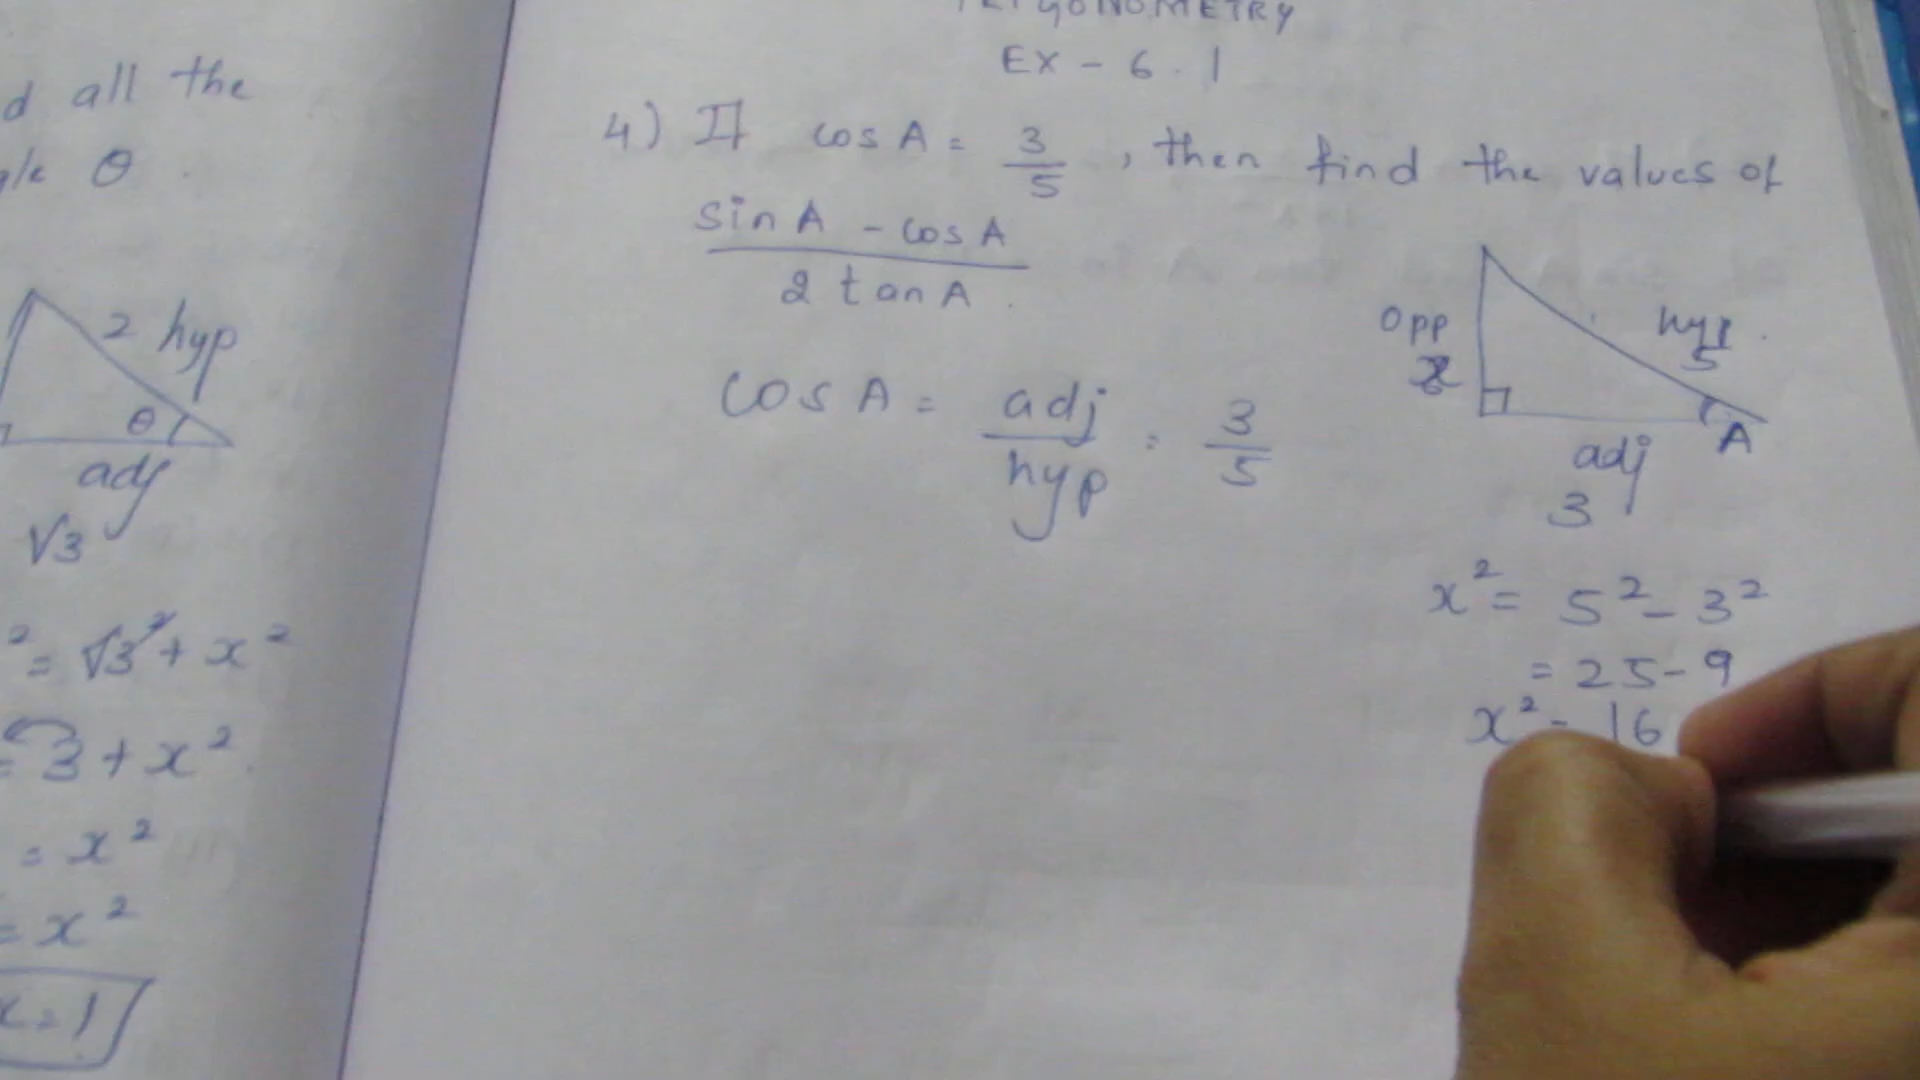 d all the
θ .
2 hyp
θ
adj
√3
² = √3² + x²
= 3 + x²
= x²
= x²
x = 1
TRIGONOMETRY
EX - 6.1
4) If cos A = 3/5 , then find the values of
sin A - cos A
2 tan A .
cos A = adj/hyp = 3/5
opp
x
hyp
5
A
adj
3
x² = 5² - 3²
= 25 - 9
x² = 16